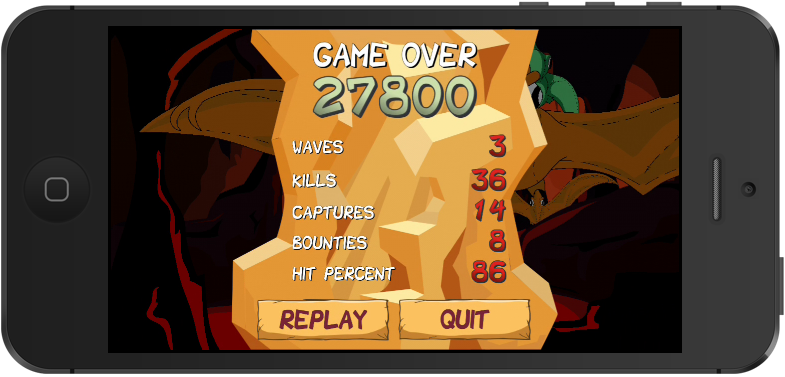 GAME OVER
27800
WAVES 3
KILLS 36
CAPTURES 14
BOUNTIES 8
HIT PERCENT 86
REPLAY QUIT